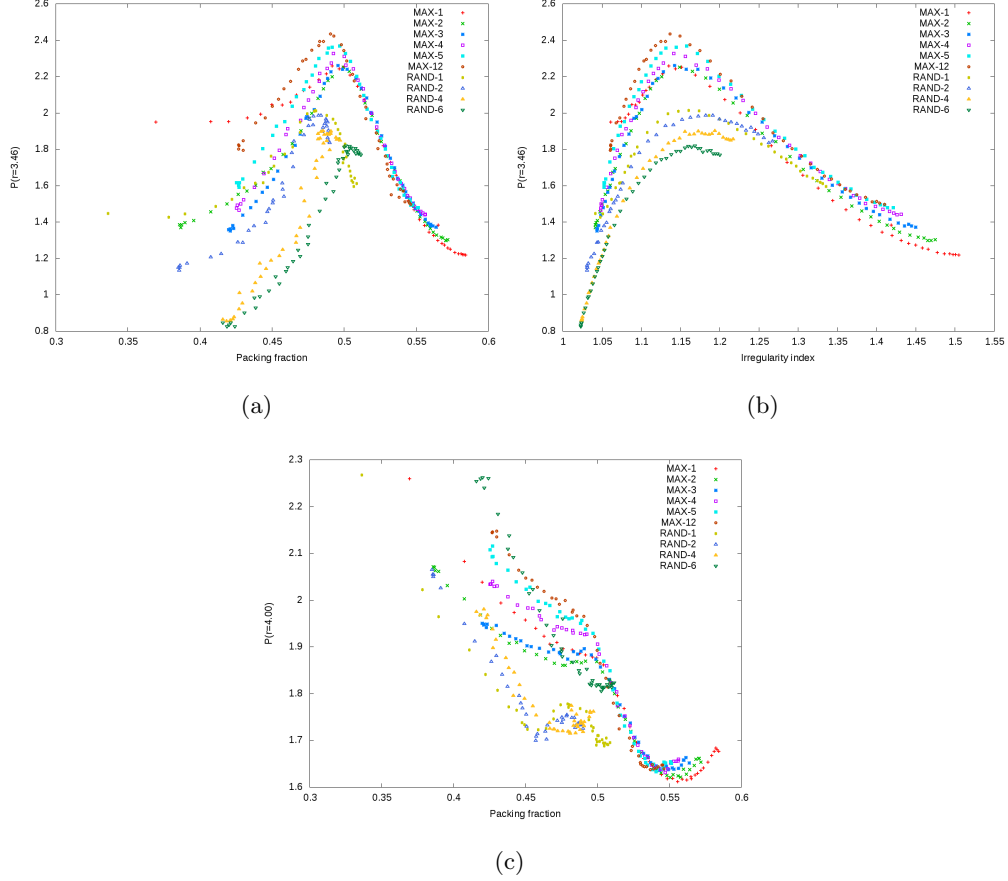 P(r=3.46)
2.6
2.4
2.2
2
1.8
1.6
1.4
1.2
1
0.8
0.3
0.35
0.4
0.45
0.5
0.55
0.6
Packing fraction
MAX-1
MAX-2
MAX-3
MAX-4
MAX-5
MAX-12
RAND-1
RAND-2
RAND-4
RAND-6
(a)
P(r=3.46)
2.6
2.4
2.2
2
1.8
1.6
1.4
1.2
1
0.8
1
1.05
1.1
1.15
1.2
1.25
1.3
1.35
1.4
1.45
1.5
1.55
Irregularity index
MAX-1
MAX-2
MAX-3
MAX-4
MAX-5
MAX-12
RAND-1
RAND-2
RAND-4
RAND-6
(b)
P(r=4.00)
2.3
2.2
2.1
2
1.9
1.8
1.7
1.6
0.3
0.35
0.4
0.45
0.5
0.55
0.6
Packing fraction
MAX-1
MAX-2
MAX-3
MAX-4
MAX-5
MAX-12
RAND-1
RAND-2
RAND-4
RAND-6
(c)